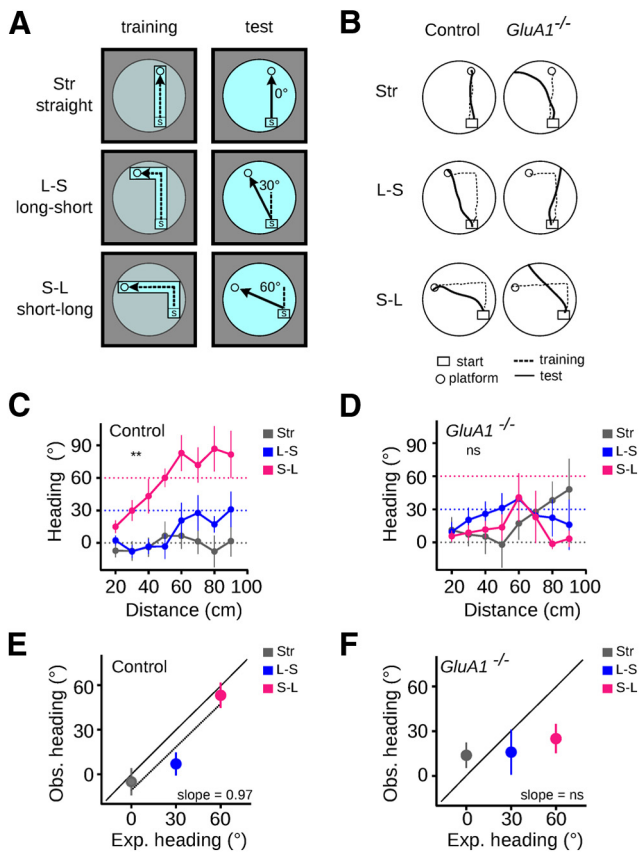 A
training
test
Str
straight
0°
S
S
L-S
long-short
30°
S
S
S-L
short-long
60°
S
S
B
Control
GluA1-/-
Str
L-S
S-L
start
training
platform
test
C
Control
**
Str
L-S
S-L
Heading (°)
90
60
30
0
20 40 60 80 100
Distance (cm)
D
GluA1 -/-
ns
Str
L-S
S-L
Heading (°)
90
60
30
0
20 40 60 80 100
Distance (cm)
E
Control
Str
L-S
S-L
Obs. heading (°)
60
30
0
slope = 0.97
0 30 60
Exp. heading (°)
F
GluA1 -/-
Str
L-S
S-L
Obs. heading (°)
60
30
0
slope = ns
0 30 60
Exp. heading (°)